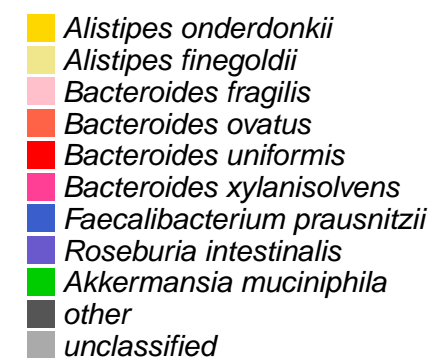 Alistipes onderdonkii
Alistipes finegoldii
Bacteroides fragilis
Bacteroides ovatus
Bacteroides uniformis
Bacteroides xylanisolvens
Faecalibacterium prausnitzii
Roseburia intestinalis
Akkermansia muciniphila
other
unclassified